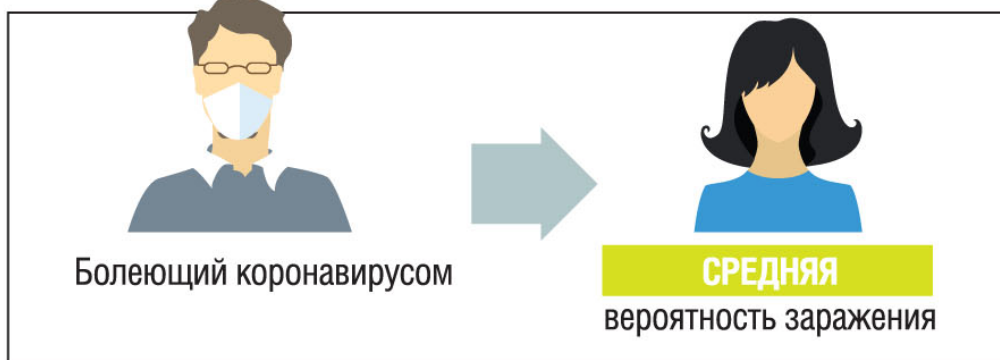 Болеющий коронавирусом
СРЕДНЯЯ
вероятность заражения